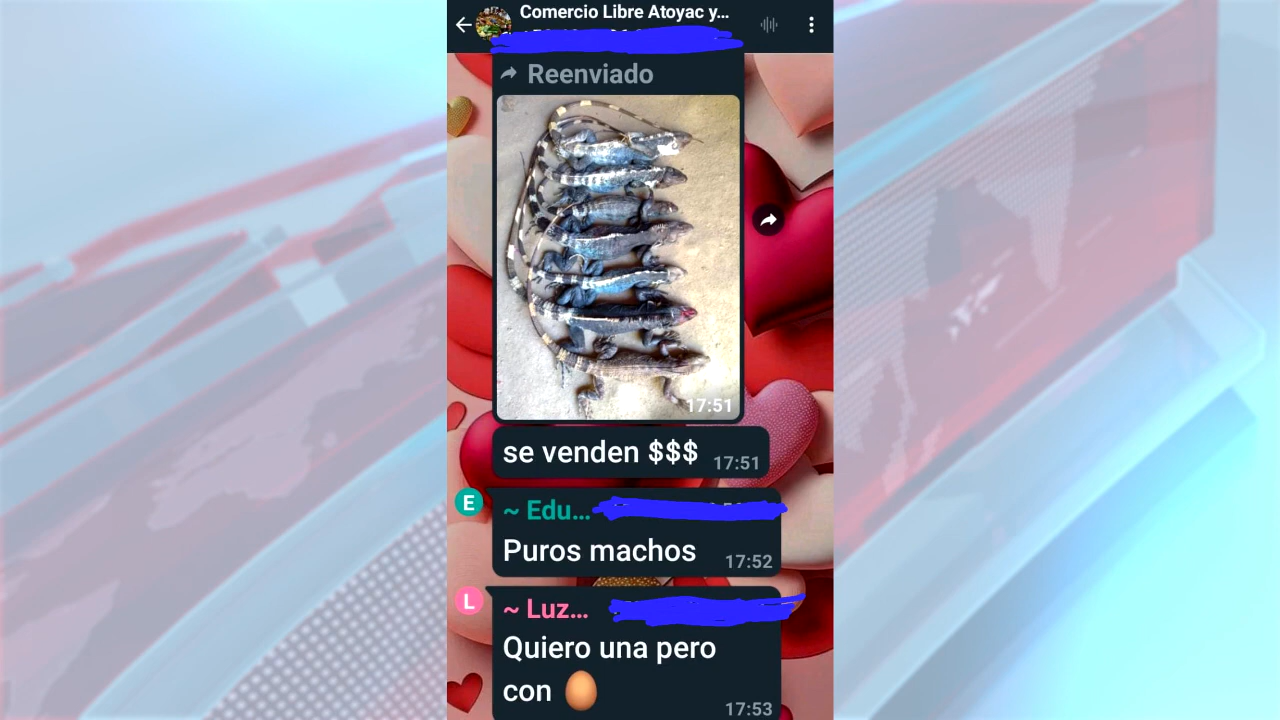 Comercio Libre Atoyac y...
Reenviado
17:51
se venden $$$ 17:51
E
~ Edu...
Puros machos 17:52
L
~ Luz...
Quiero una pero
con 🥚 17:53